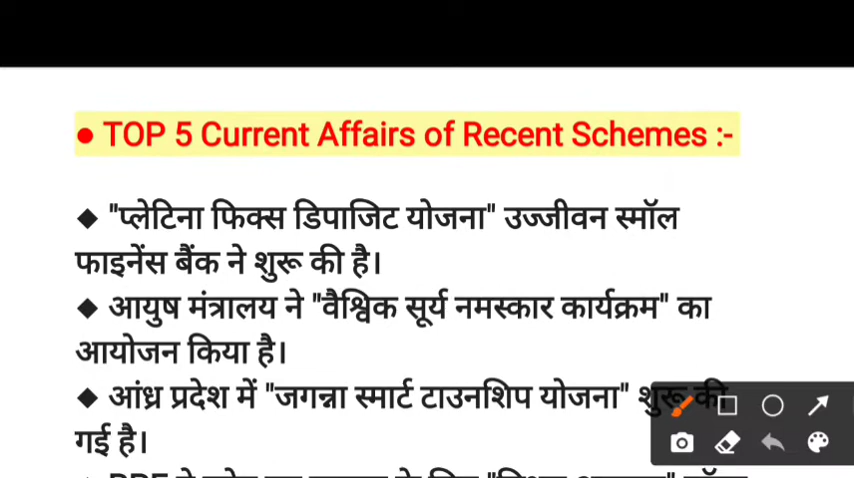 ● TOP 5 Current Affairs of Recent Schemes :-
◆ "प्लेटिना फिक्स डिपाजिट योजना" उज्जीवन स्मॉल
फाइनेंस बैंक ने शुरू की है।
◆ आयुष मंत्रालय ने "वैश्विक सूर्य नमस्कार कार्यक्रम" का
आयोजन किया है।
◆ आंध्र प्रदेश में "जगन्ना स्मार्ट टाउनशिप योजना" शुरू की
गई है।